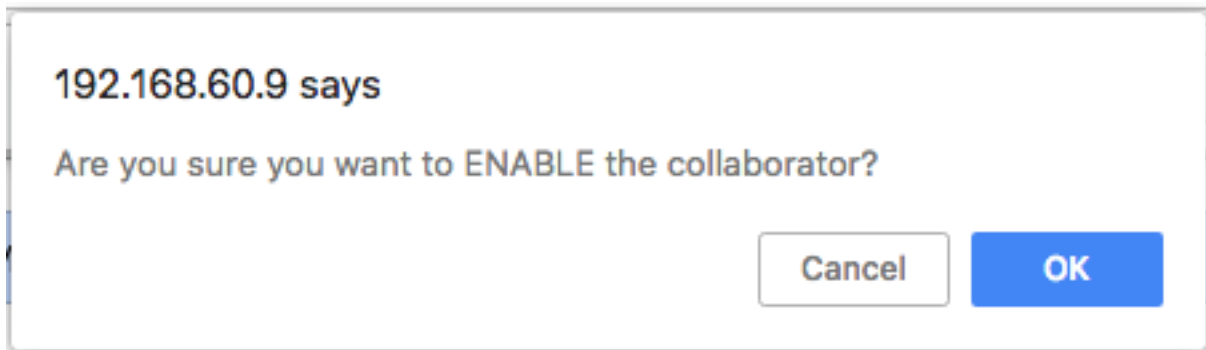 192.168.60.9 says
Are you sure you want to ENABLE the collaborator?
Cancel OK